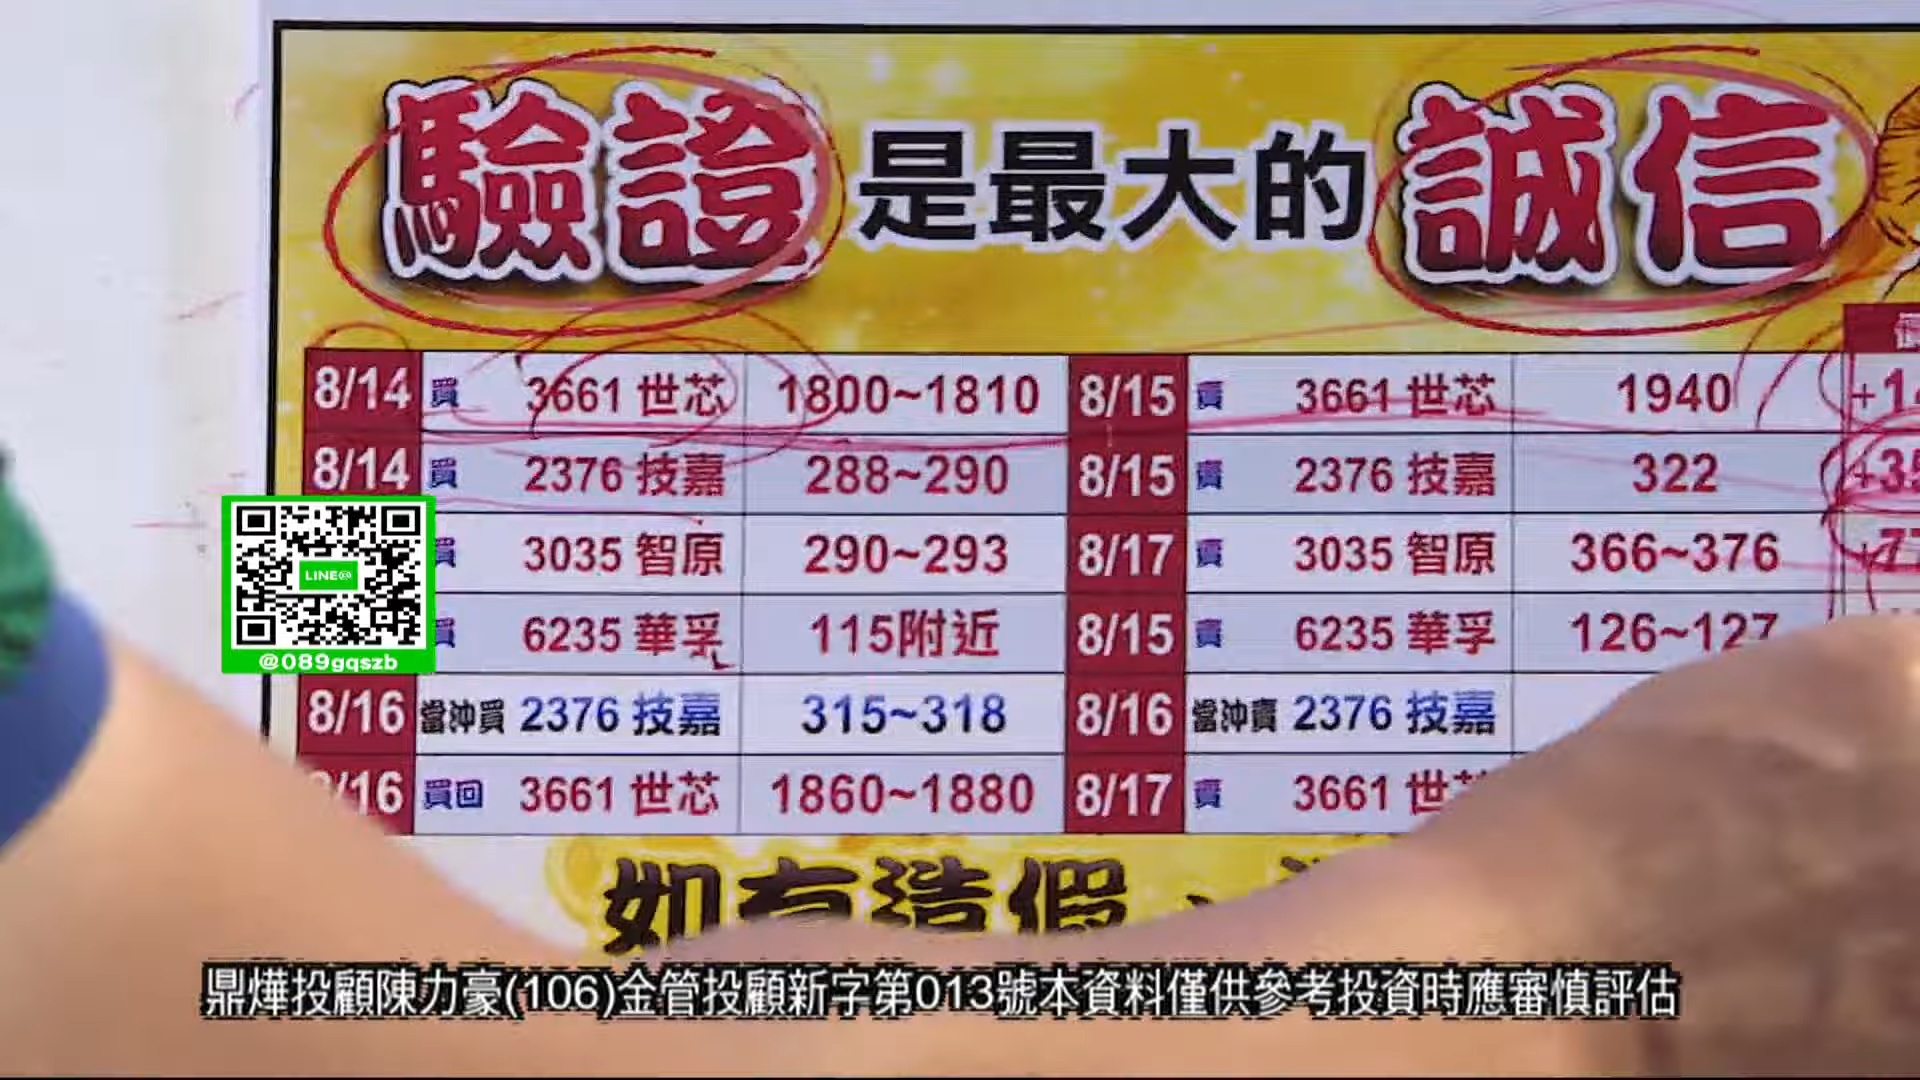 驗證是最大的誠信
8/14 買 3661 世芯 1800~1810 8/15 賣 3661 世芯 1940
8/14 買 2376 技嘉 288~290 8/15 賣 2376 技嘉 322
買 3035 智原 290~293 8/17 賣 3035 智原 366~376
買 6235 華孚 115附近 8/15 賣 6235 華孚 126~127
8/16 當沖買 2376 技嘉 315~318 8/16 當沖賣 2376 技嘉
/16 買回 3661 世芯 1860~1880 8/17 賣 3661 世
LINE@
@089gqszb
如有造假、
鼎燁投顧陳力豪(106)金管投顧新字第013號本資料僅供參考投資時應審慎評估